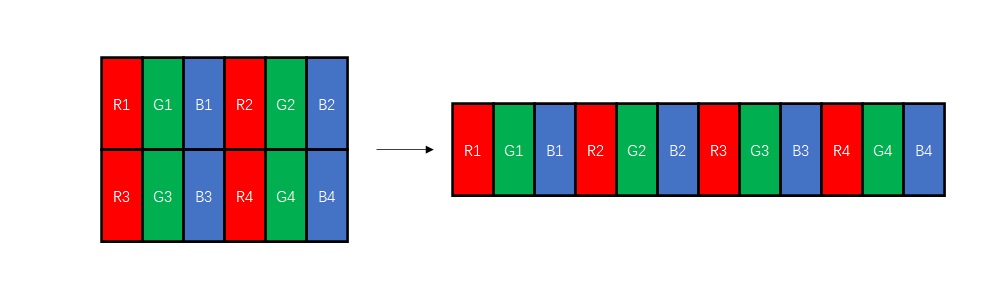 R1 G1 B1 R2 G2 B2
R3 G3 B3 R4 G4 B4
R1 G1 B1 R2 G2 B2 R3 G3 B3 R4 G4 B4